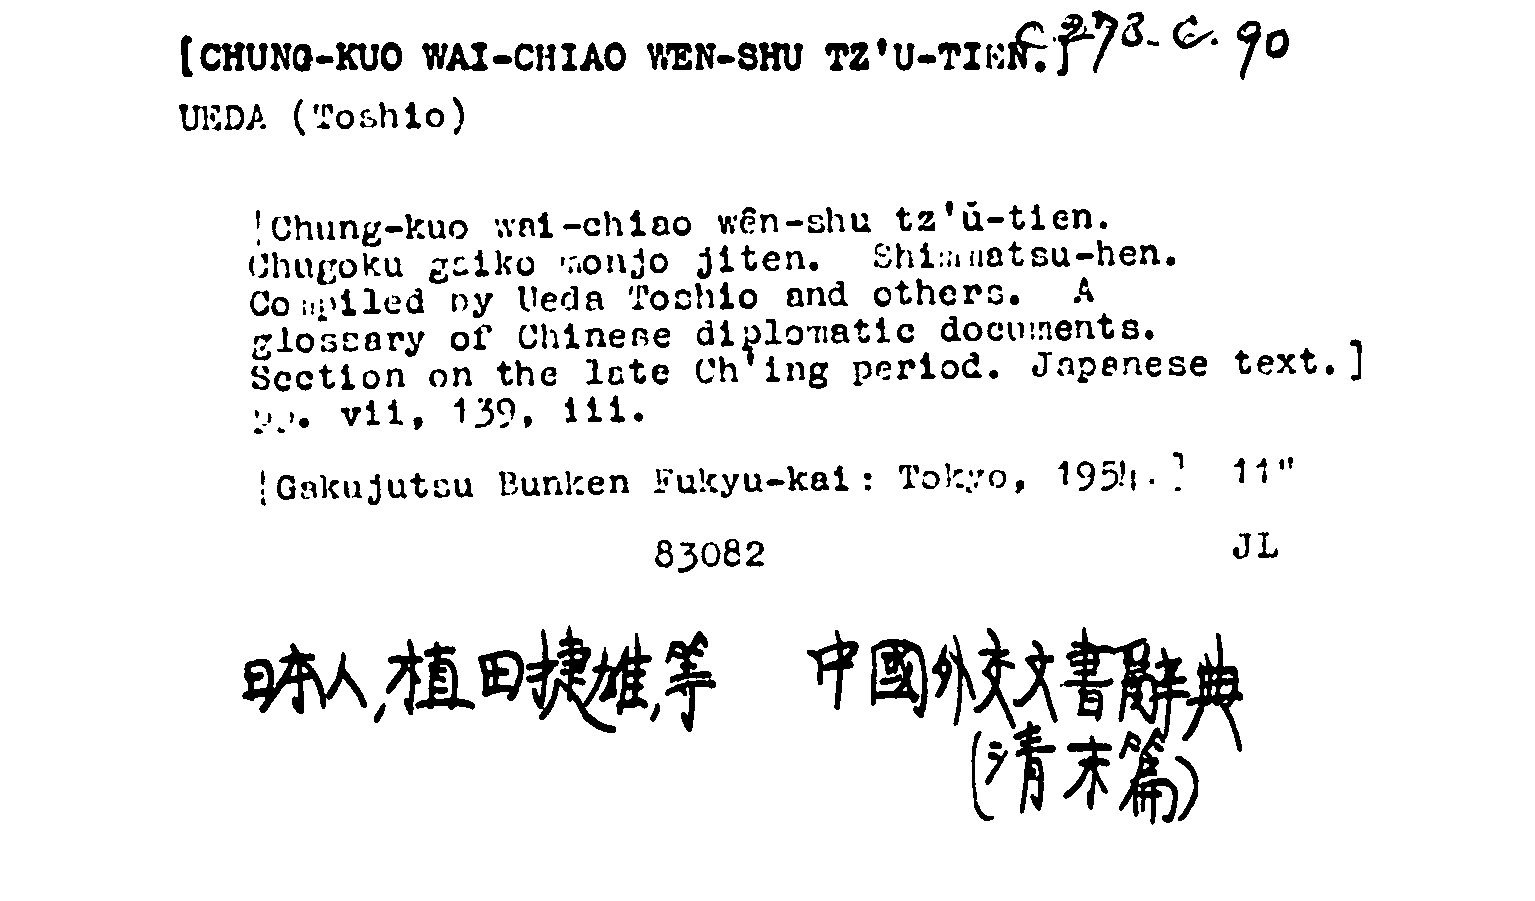 [CHUNG-KUO WAI-CHIAO WEN-SHU TZ'U-TIEN.] C.273.C.90
UEDA (Toshio)
[Chung-kuo wai-chiao wên-shu tz'ŭ-tien.
Chugoku gaiko monjo jiten. Shimmatsu-hen.
Compiled by Ueda Toshio and others. A
glossary of Chinese diplomatic documents.
Section on the late Ch'ing period. Japanese text.]
pp. vii, 139, iii.
[Gakujutsu Bunken Fukyu-kai: Tokyo, 1954.] 11"
83082 JL
日本人,植田捷雄,等 中國外交文書辭典
(清末篇)